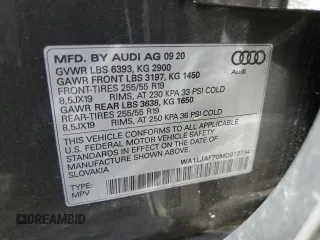 MFD. BY AUDI AG 09 20
GVWR LBS 6393, KG 2900
GAWR FRONT LBS 3197, KG 1450
FRONT-TIRES 255/55 R19
8,5JX19 RIMS, AT 230 KPA 33 PSI COLD
GAWR REAR LBS 3638, KG 1650
REAR-TIRES 255/55 R19
8,5JX19 RIMS, AT 250 KPA 36 PSI COLD
THIS VEHICLE CONFORMS TO ALL APPLICABLE
U.S. FEDERAL MOTOR VEHICLE SAFETY STANDARDS
IN EFFECT ON THE DATE OF MANUFACTURE
SHOWN ABOVE.
SLOVAKIA
TYPE:
MPV
Audi
DREAMBID